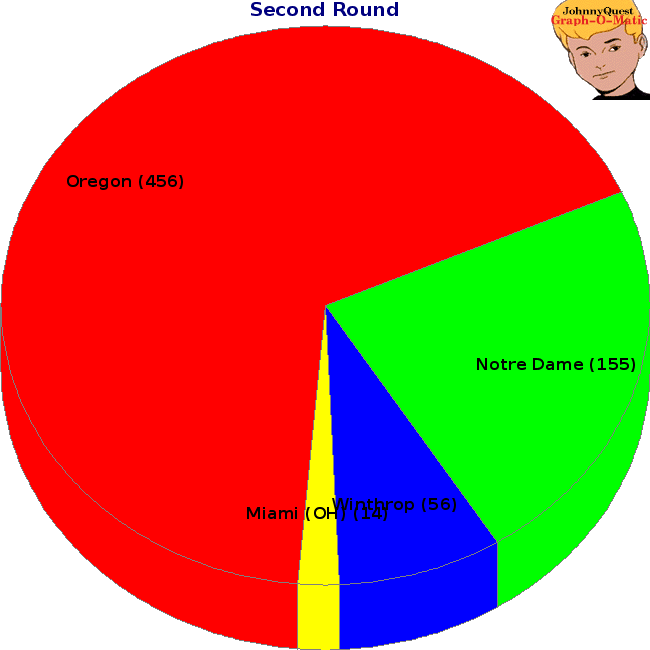 Second Round
JohnnyQuest
Graph-O-Matic
Oregon (456)
Notre Dame (155)
Winthrop (56)
Miami (OH) (14)